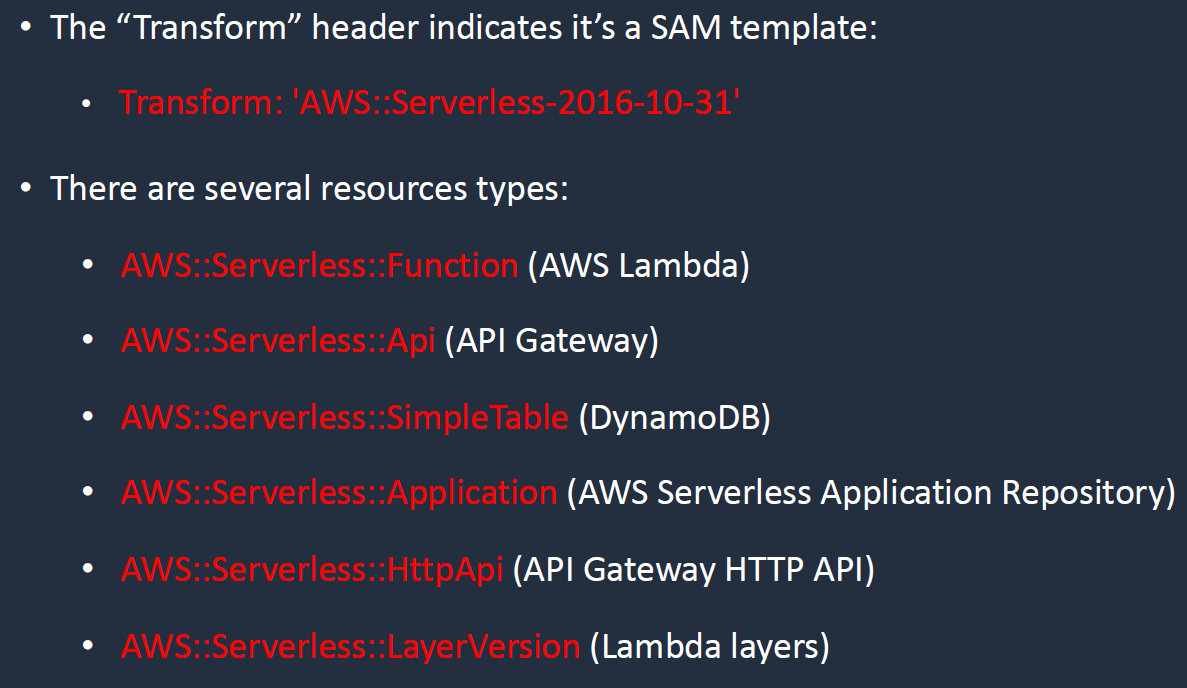 • The “Transform” header indicates it’s a SAM template:
• Transform: 'AWS::Serverless-2016-10-31'
• There are several resources types:
• AWS::Serverless::Function (AWS Lambda)
• AWS::Serverless::Api (API Gateway)
• AWS::Serverless::SimpleTable (DynamoDB)
• AWS::Serverless::Application (AWS Serverless Application Repository)
• AWS::Serverless::HttpApi (API Gateway HTTP API)
• AWS::Serverless::LayerVersion (Lambda layers)